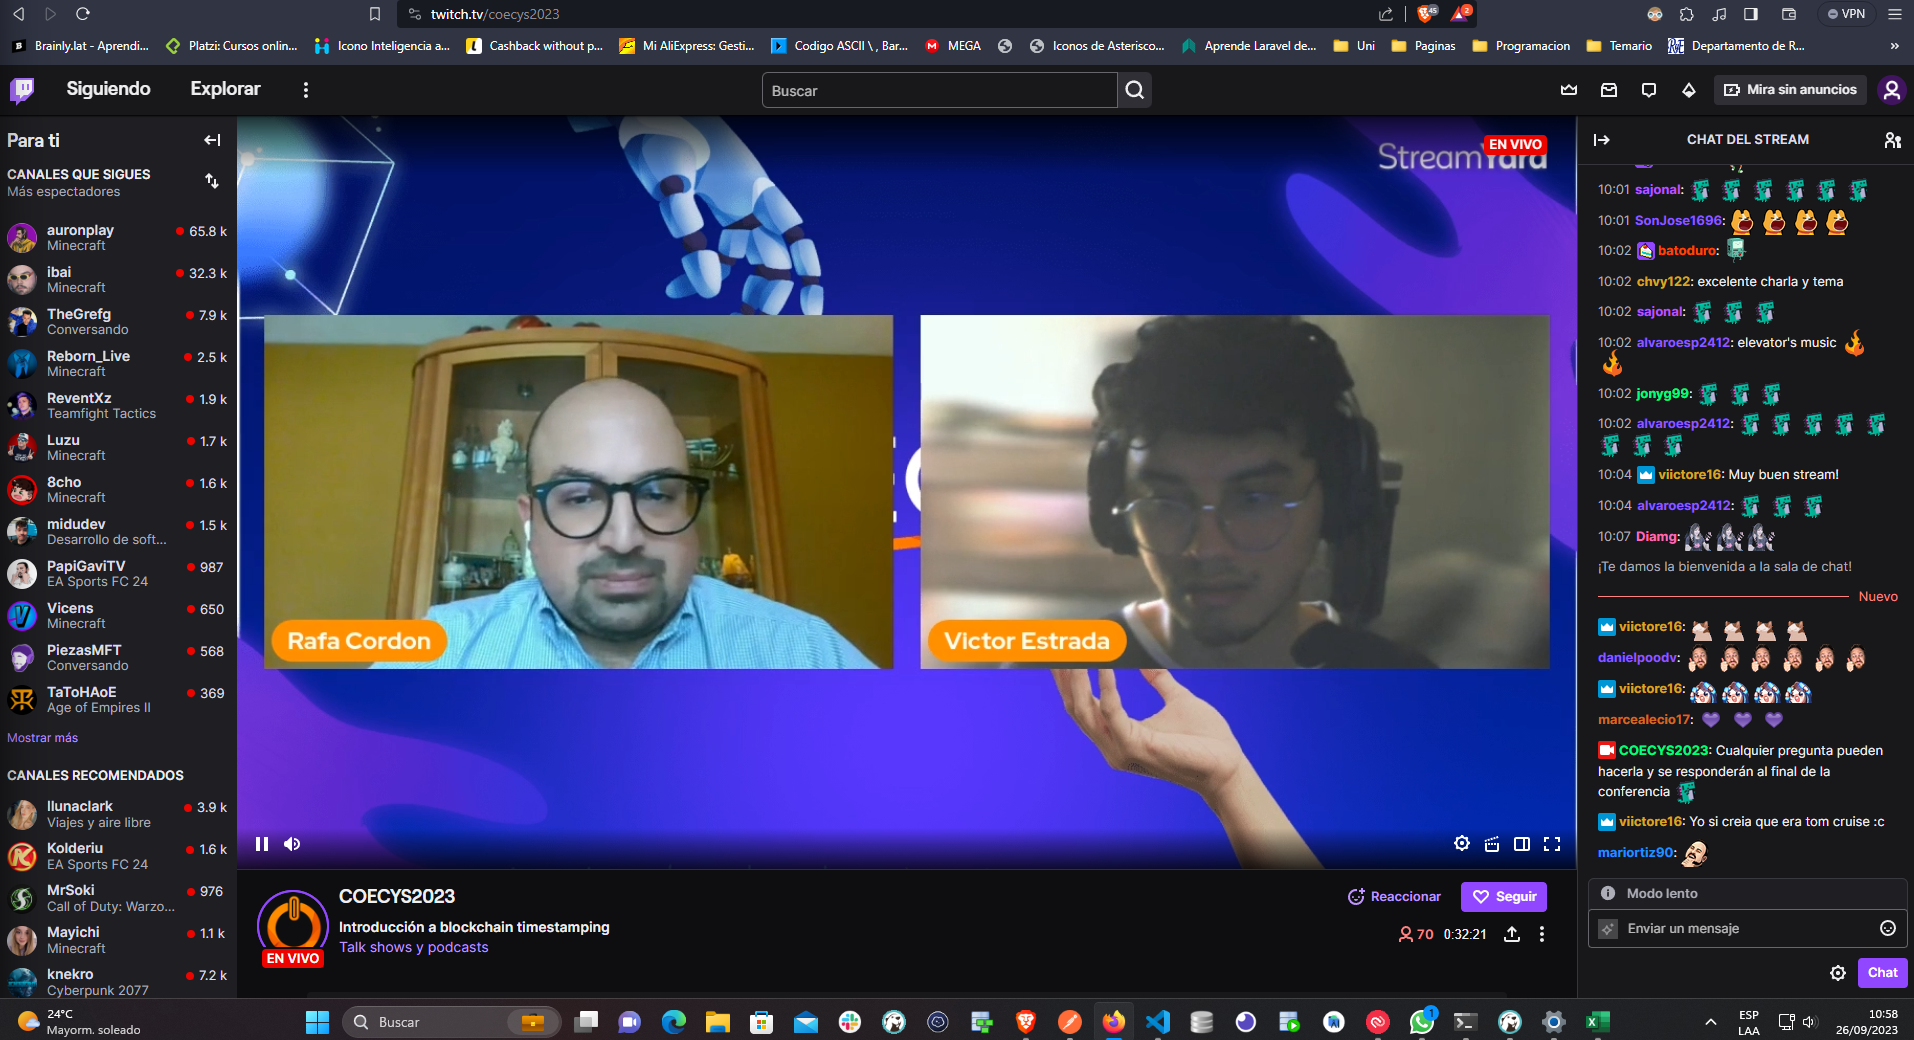 twitch.tv/coecys2023
45
2
VPN
Brainly.lat - Aprendi...
Platzi: Cursos onlin...
Icono Inteligencia a...
Cashback without p...
Mi AliExpress: Gesti...
Codigo ASCII \ , Bar...
MEGA
Iconos de Asterisco...
Aprende Laravel de...
Uni
Paginas
Programacion
Temario
Departamento de R...
»
Siguiendo
Explorar
Buscar
Mira sin anuncios
Para ti
CANALES QUE SIGUES
Más espectadores
auronplay 65.8 k
Minecraft
ibai 32.3 k
Minecraft
TheGrefg 7.9 k
Conversando
Reborn_Live 2.5 k
Minecraft
ReventXz 1.9 k
Teamfight Tactics
Luzu 1.7 k
Minecraft
8cho 1.6 k
Minecraft
midudev 1.5 k
Desarrollo de soft...
PapiGaviTV 987
EA Sports FC 24
Vicens 650
Minecraft
PiezasMFT 568
Conversando
TaToHAoE 369
Age of Empires II
Mostrar más
CANALES RECOMENDADOS
llunaclark 3.9 k
Viajes y aire libre
Kolderiu 1.6 k
EA Sports FC 24
MrSoki 976
Call of Duty: Warzo...
Mayichi 1.1 k
Minecraft
knekro 7.2 k
Cyberpunk 2077
EN VIVO
StreamYard
Rafa Cordon
Victor Estrada
COECYS2023
Introducción a blockchain timestamping
Talk shows y podcasts
EN VIVO
Reaccionar
Seguir
70 0:32:21
CHAT DEL STREAM
10:01 sajonal:
10:01 SonJose1696:
10:02 batoduro:
10:02 chvy122: excelente charla y tema
10:02 sajonal:
10:02 alvaroesp2412: elevator's music
10:02 jonyg99:
10:02 alvaroesp2412:
10:04 viictore16: Muy buen stream!
10:04 alvaroesp2412:
10:07 Diamg:
¡Te damos la bienvenida a la sala de chat!
Nuevo
viictore16:
danielpoodv:
viictore16:
marcealecio17:
COECYS2023: Cualquier pregunta pueden
hacerla y se responderán al final de la
conferencia
viictore16: Yo si creia que era tom cruise :c
mariortiz90:
Modo lento
Enviar un mensaje
Chat
24°C
Mayorm. soleado
Buscar
1
ESP
LAA
10:58
26/09/2023